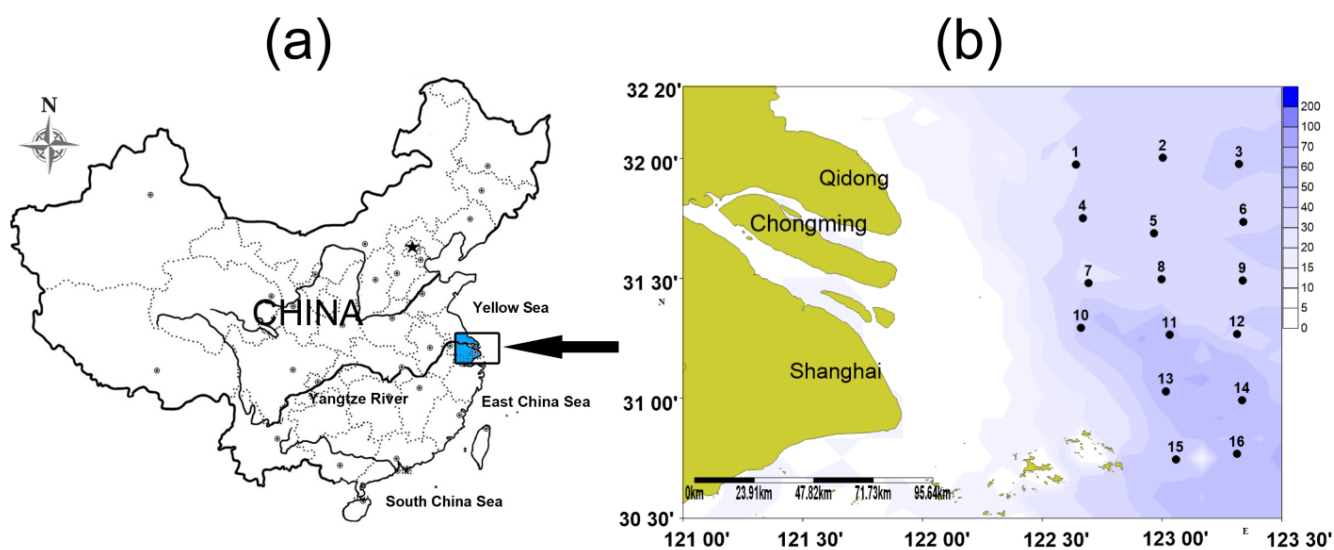 (a)
N
CHINA
Yellow Sea
Yangtze River
East China Sea
South China Sea
(b)
32 20'
32 00'
31 50'
N
31 00'
30 30'
121 00'
121 30'
122 00'
122 30'
123 00'
E
123 30'
Qidong
Chongming
Shanghai
0km
23.91km
47.82km
71.73km
95.64km
1
2
3
4
5
6
7
8
9
10
11
12
13
14
15
16
200
100
70
60
50
40
30
20
15
10
5
0